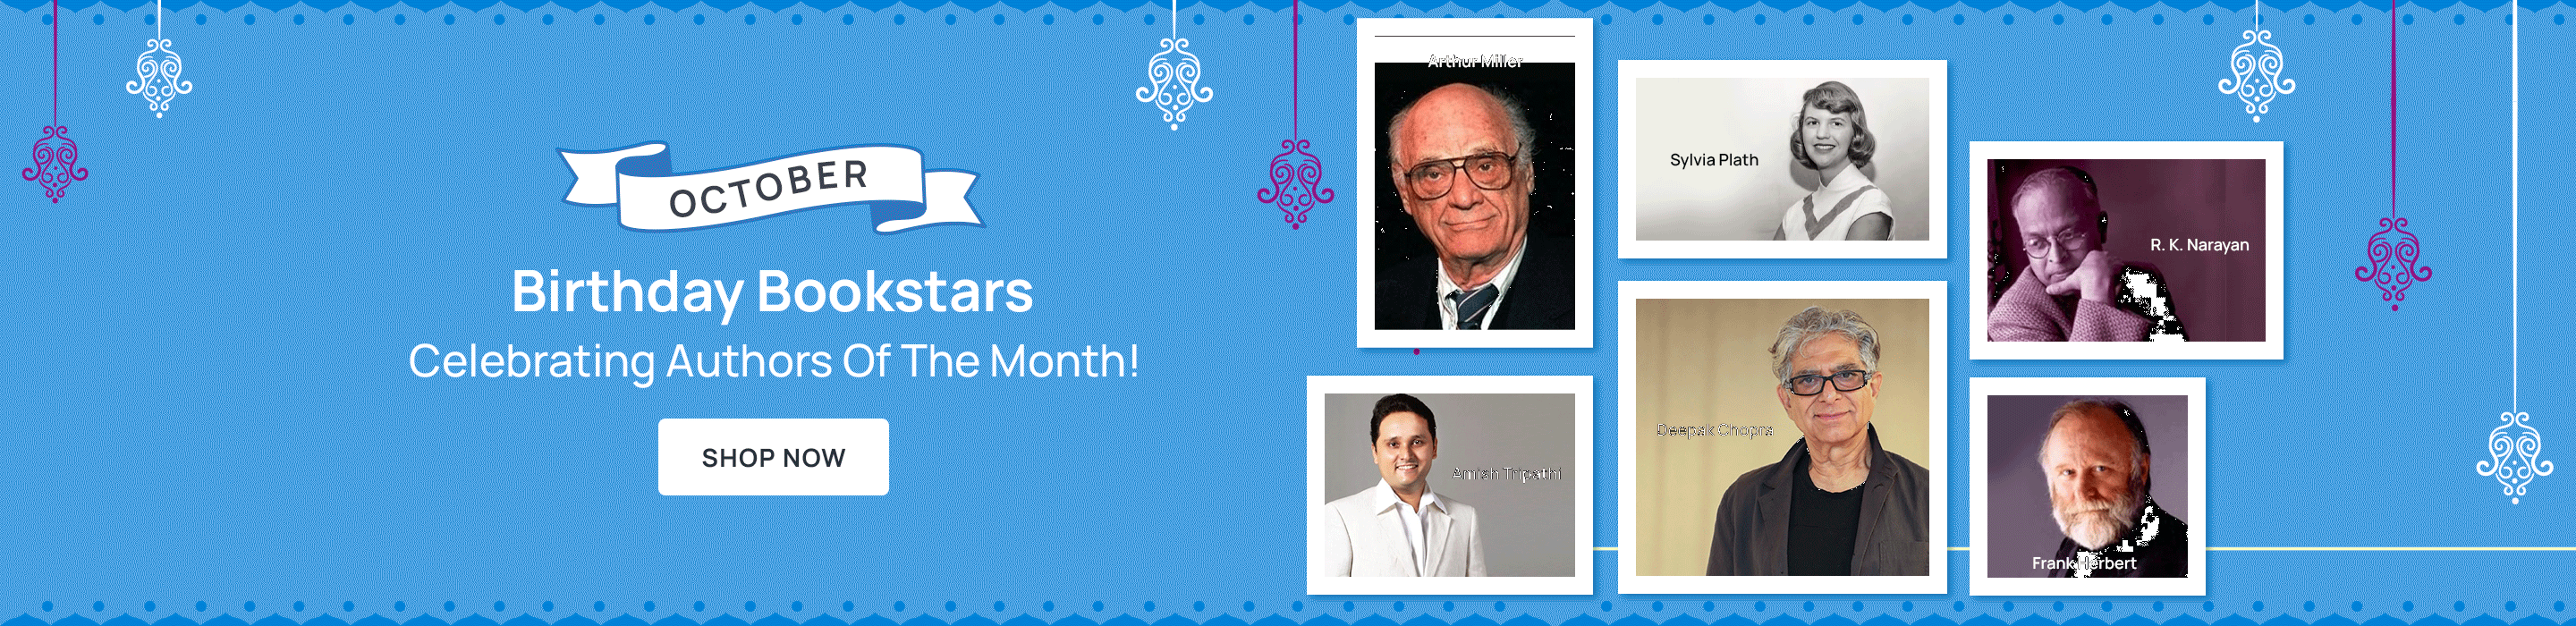 OCTOBER
Birthday Bookstars
Celebrating Authors Of The Month!
SHOP NOW
Arthur Miller
Sylvia Plath
R. K. Narayan
Amish Tripathi
Deepak Chopra
Frank Herbert